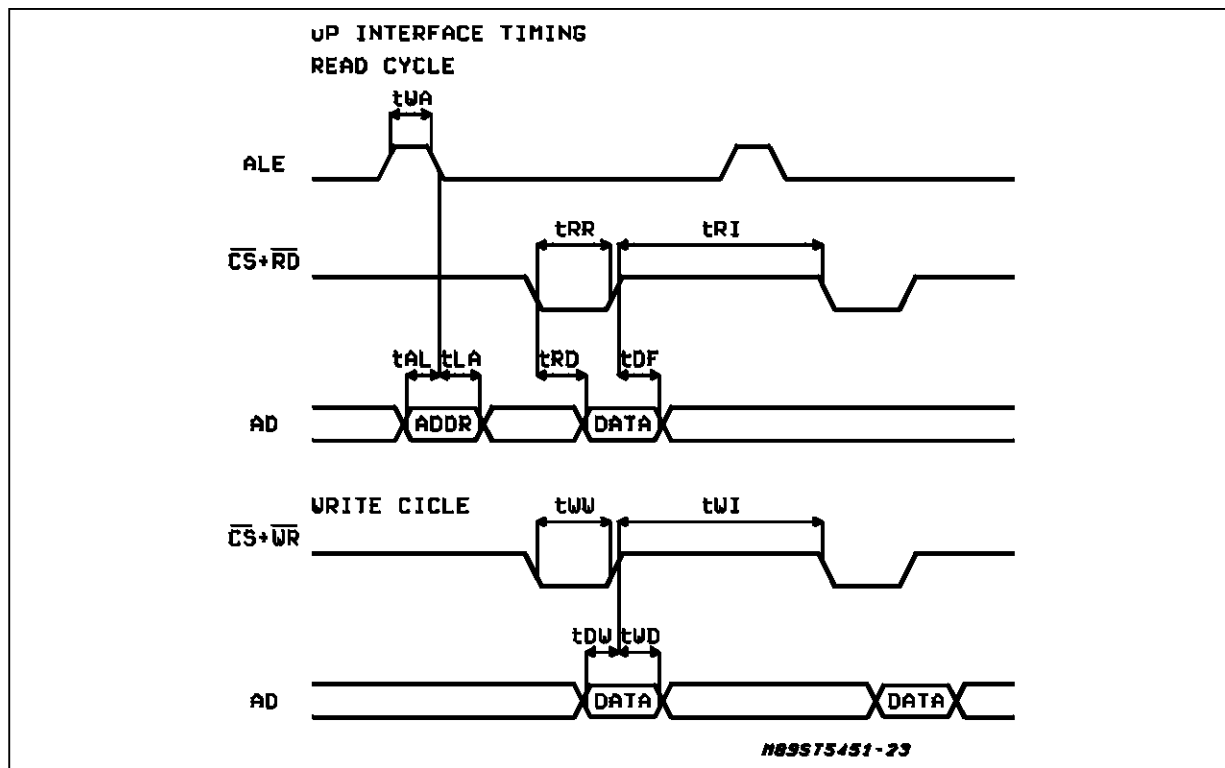 uP INTERFACE TIMING
READ CYCLE
tWA
ALE
tRR tRI
CS+RD
tAL tLA tRD tDF
AD ADDR DATA
WRITE CICLE tWW tWI
CS+WR
tDW tWD
AD DATA DATA
M89ST5451-23